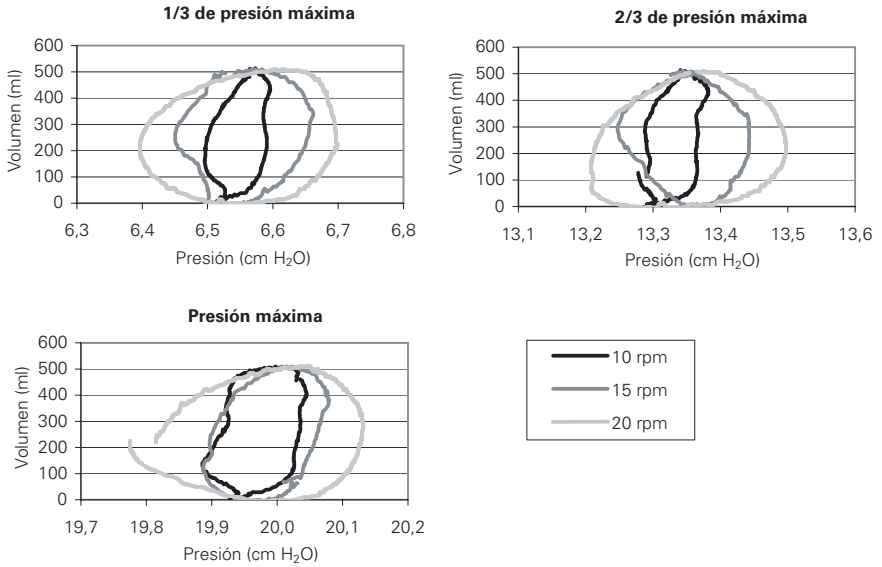 1/3 de presión máxima
600
500
400
300
200
100
0
Volumen (ml)
6,3 6,4 6,5 6,6 6,7 6,8
Presión (cm H₂O)
2/3 de presión máxima
600
500
400
300
200
100
0
Volumen (ml)
13,1 13,2 13,3 13,4 13,5 13,6
Presión (cm H₂O)
Presión máxima
600
500
400
300
200
100
0
Volumen (ml)
19,7 19,8 19,9 20,0 20,1 20,2
Presión (cm H₂O)
10 rpm
15 rpm
20 rpm